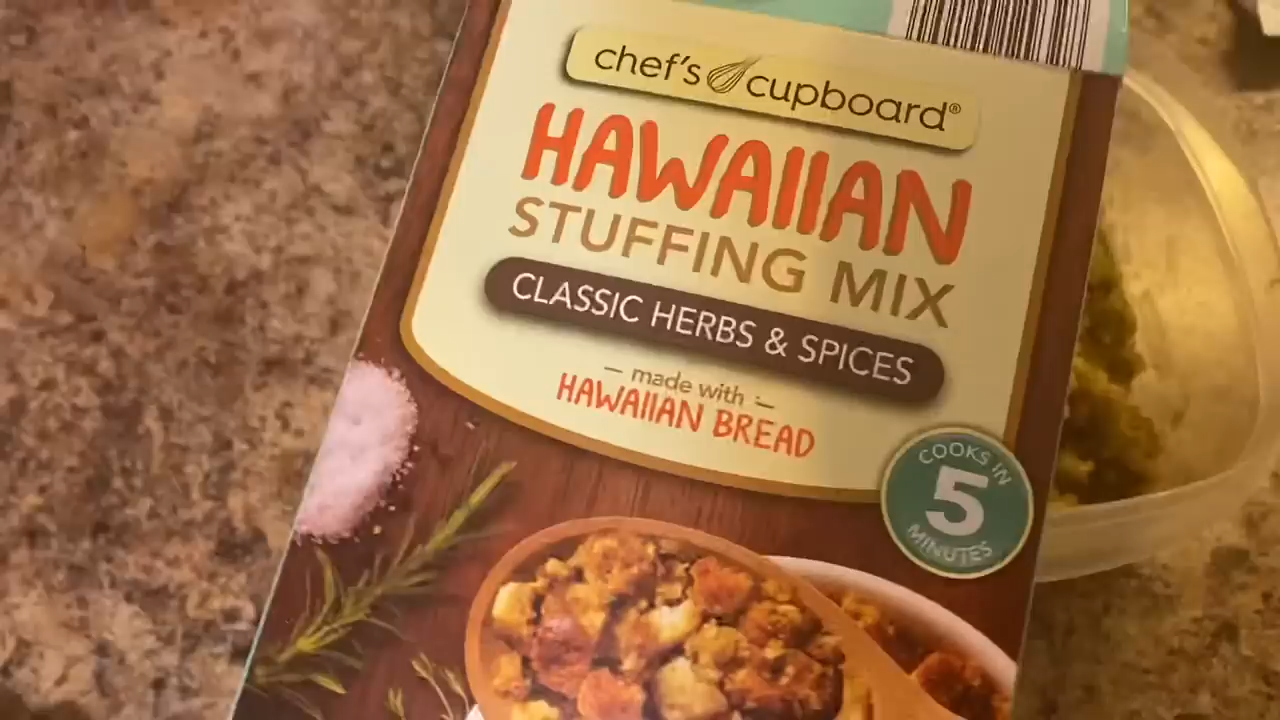 chef's cupboard®
HAWAIIAN
STUFFING MIX
CLASSIC HERBS & SPICES
— made with —
HAWAIIAN BREAD
COOKS IN
5
MINUTES